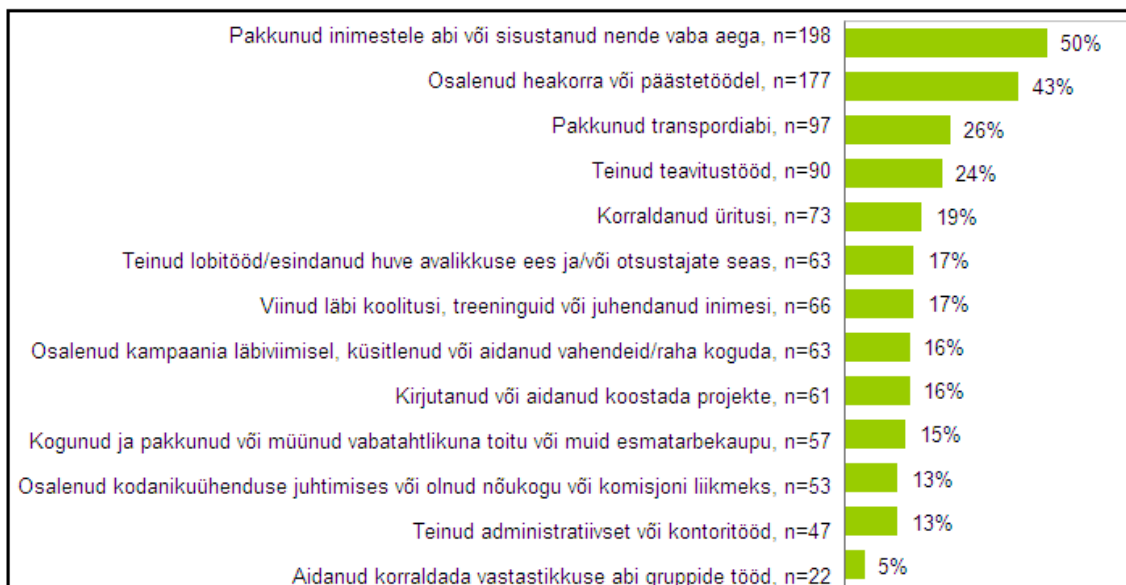 Pakkunud inimestele abi või sisustanud nende vaba aega, n=198 50%
Osalenud heakorra või päästetöödel, n=177 43%
Pakkunud transpordiabi, n=97 26%
Teinud teavitustööd, n=90 24%
Korraldanud üritusi, n=73 19%
Teinud lobitööd/esindanud huve avalikkuse ees ja/või otsustajate seas, n=63 17%
Viinud läbi koolitusi, treeninguid või juhendanud inimesi, n=66 17%
Osalenud kampaania läbiviimisel, küsitlenud või aidanud vahendeid/raha koguda, n=63 16%
Kirjutanud või aidanud koostada projekte, n=61 16%
Kogunud ja pakkunud või müünud vabatahtlikuna toitu või muid esmatarbekaupu, n=57 15%
Osalenud kodanikuühenduse juhtimises või olnud nõukogu või komisjoni liikmeks, n=53 13%
Teinud administratiivset või kontoritööd, n=47 13%
Aidanud korraldada vastastikkuse abi gruppide tööd, n=22 5%